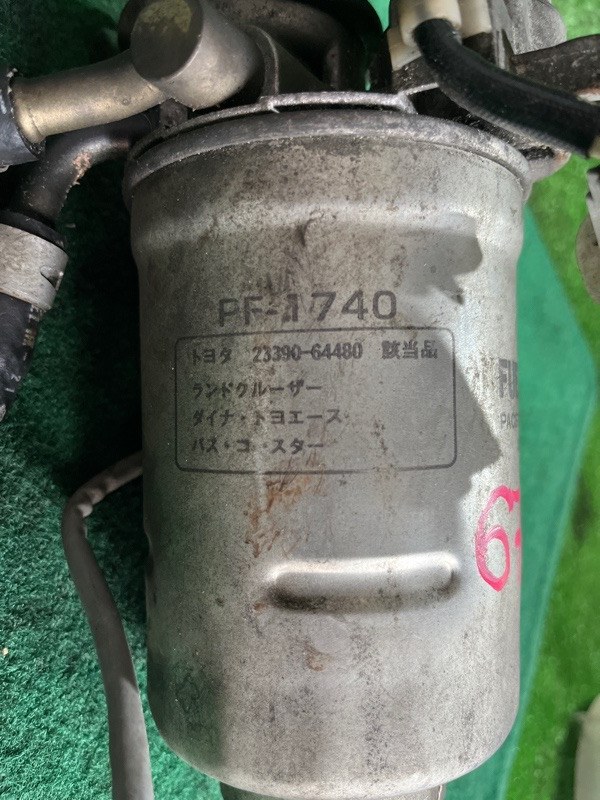 PF-1740
トヨタ 23390-64480 該当品
ランドクルーザー
ダイナ・トヨエース
バス・コースター